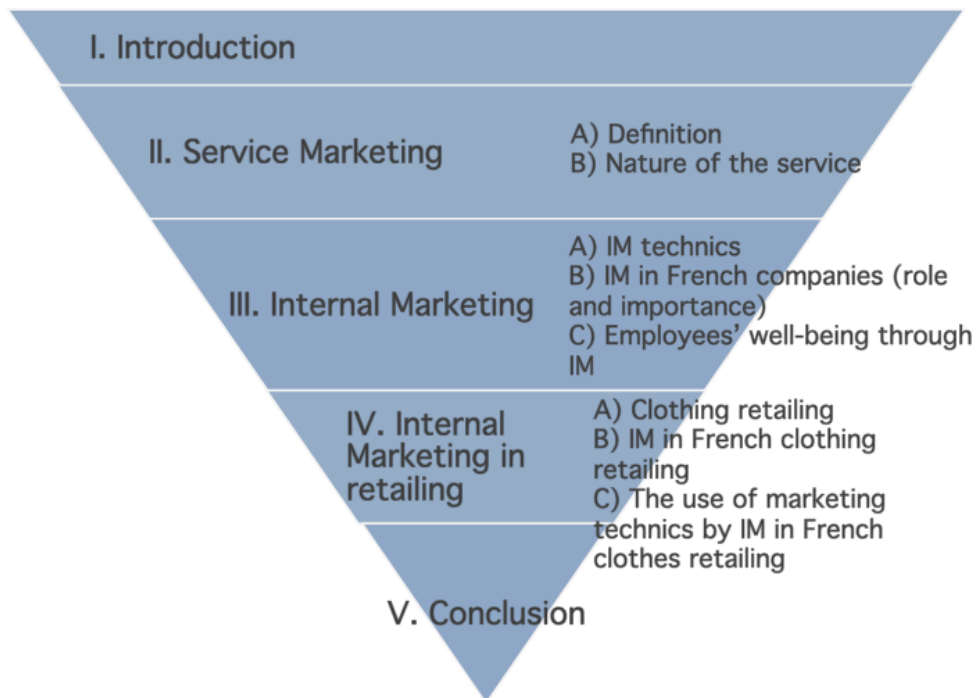 I. Introduction
II. Service Marketing
A) Definition
B) Nature of the service
III. Internal Marketing
A) IM technics
B) IM in French companies (role
and importance)
C) Employees' well-being through
IM
IV. Internal
Marketing in
retailing
A) Clothing retailing
B) IM in French clothing
retailing
C) The use of marketing
technics by IM in French
clothes retailing
V. Conclusion